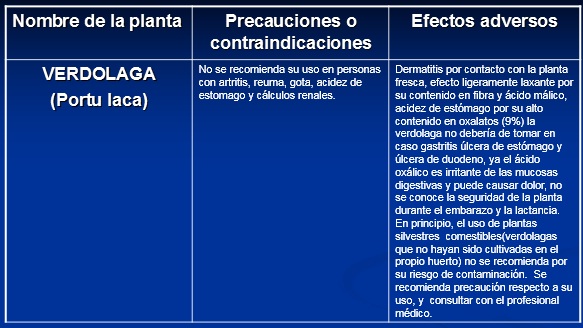 Nombre de la planta
Precauciones o
contraindicaciones
Efectos adversos
VERDOLAGA
(Portu laca)
No se recomienda su uso en personas
con artritis, reuma, gota, acidez de
estomago y cálculos renales.
Dermatitis por contacto con la planta
fresca, efecto ligeramente laxante por
su contenido en fibra y ácido málico,
acidez de estómago por su alto
contenido en oxalatos (9%) la
verdolaga no debería de tomar en
caso gastritis úlcera de estómago y
úlcera de duodeno, ya el ácido
oxálico es irritante de las mucosas
digestivas y puede causar dolor, no
se conoce la seguridad de la planta
durante el embarazo y la lactancia.
En principio, el uso de plantas
silvestres comestibles(verdolagas
que no hayan sido cultivadas en el
propio huerto) no se recomienda por
su riesgo de contaminación. Se
recomienda precaución respecto a su
uso, y consultar con el profesional
médico.